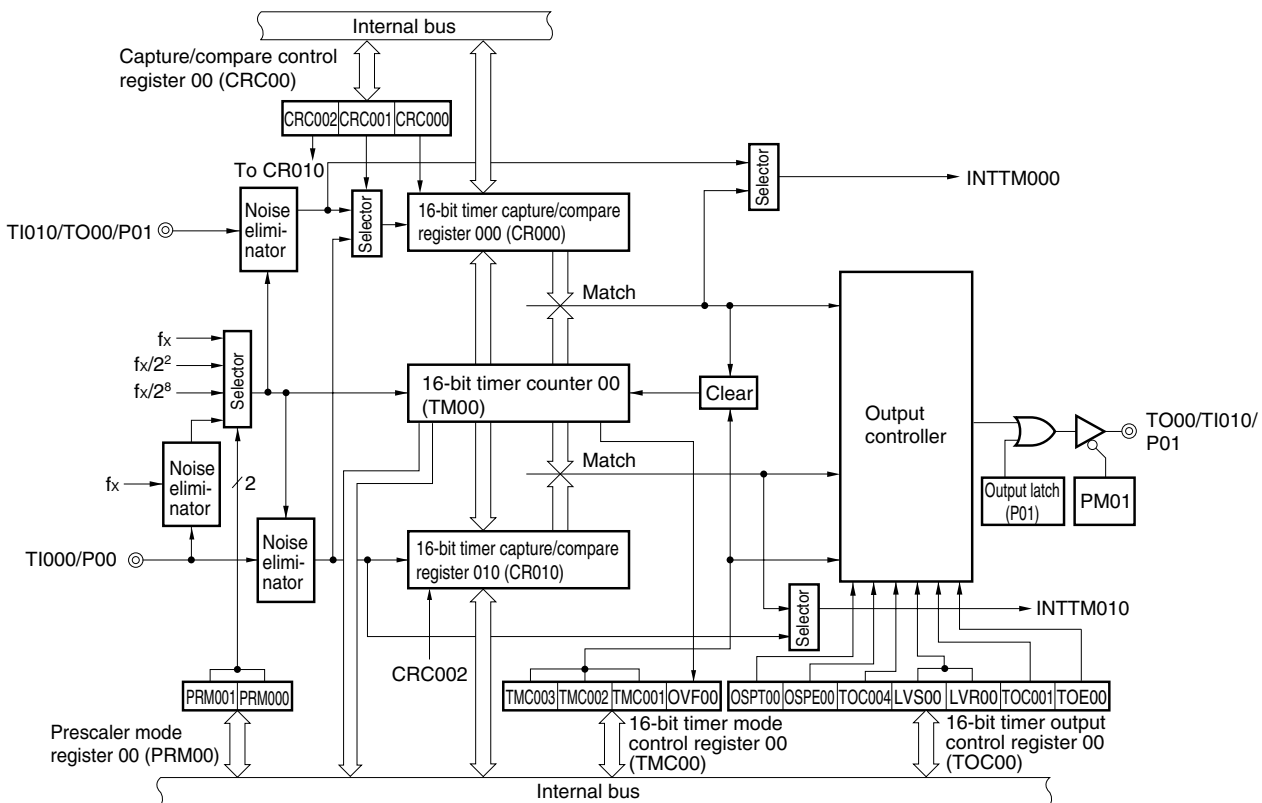 Internal bus
Capture/compare control
register 00 (CRC00)
CRC002 CRC001 CRC000
To CR010
Selector
INTTM000
Noise
elimi-
nator
Selector
16-bit timer capture/compare
register 000 (CR000)
TI010/TO00/P01
Match
fx
fx/2²
fx/2⁸
Selector
16-bit timer counter 00
(TM00)
Clear
Output
controller
TO00/TI010/
P01
Match
Noise
elimi-
nator
fx
2
Output latch
(P01)
PM01
Noise
elimi-
nator
16-bit timer capture/compare
register 010 (CR010)
TI000/P00
Selector
INTTM010
CRC002
PRM001 PRM000
TMC003 TMC002 TMC001 OVF00
OSPT00 OSPE00 TOC004 LVS00 LVR00 TOC001 TOE00
Prescaler mode
register 00 (PRM00)
16-bit timer mode
control register 00
(TMC00)
16-bit timer output
control register 00
(TOC00)
Internal bus